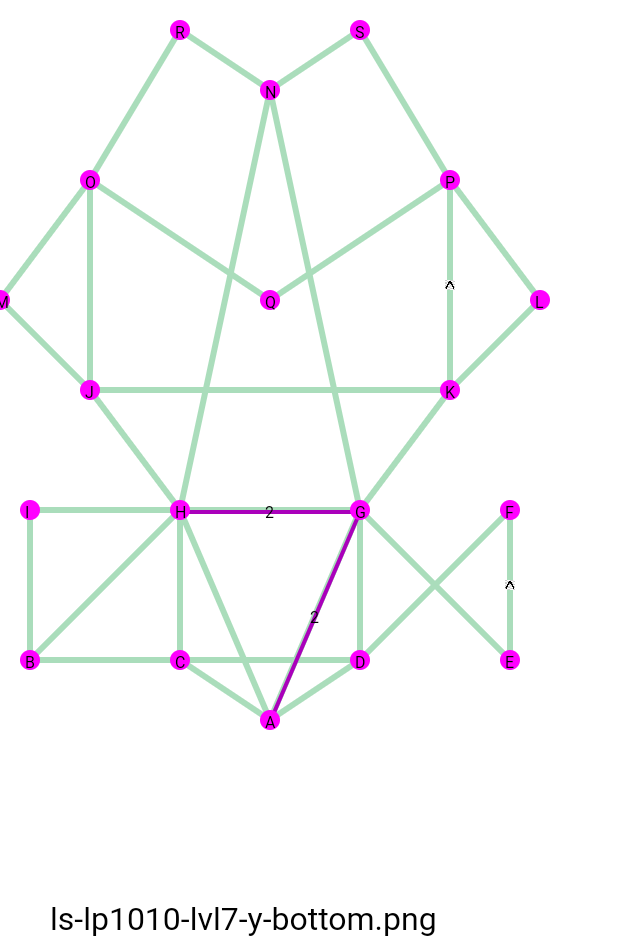 R S
N
O P
M Q ^ L
J K
I H 2 G F
2 ^
B C D E
A
ls-lp1010-lvl7-y-bottom.png